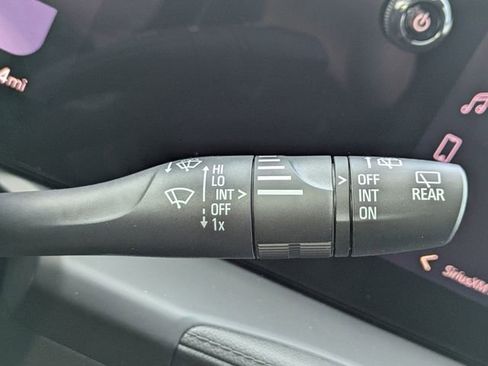 4mi
HI
LO
INT >
OFF
1x
>
OFF
INT
ON
REAR
< SiriusXM